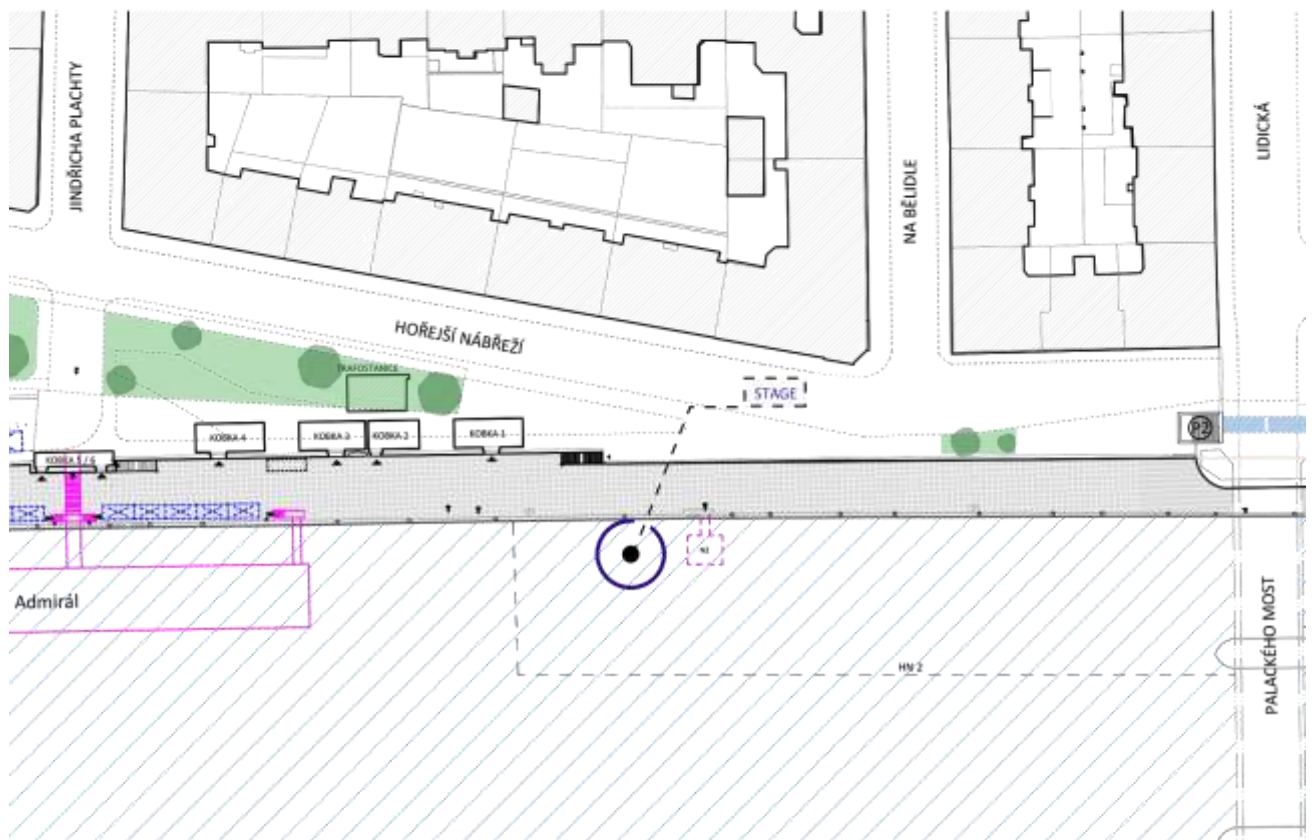 JINDŘICHA PLACHTY
NA BĚLIDLE
LIDICKÁ
HOŘEJŠÍ NÁBŘEŽÍ
TRAFOSTANICE
STAGE
KOBKA 4
KOBKA 3
KOBKA 2
KOBKA 1
P2
KOBKA 5 / 6
Admirál
HN 2
PALACKÉHO MOST